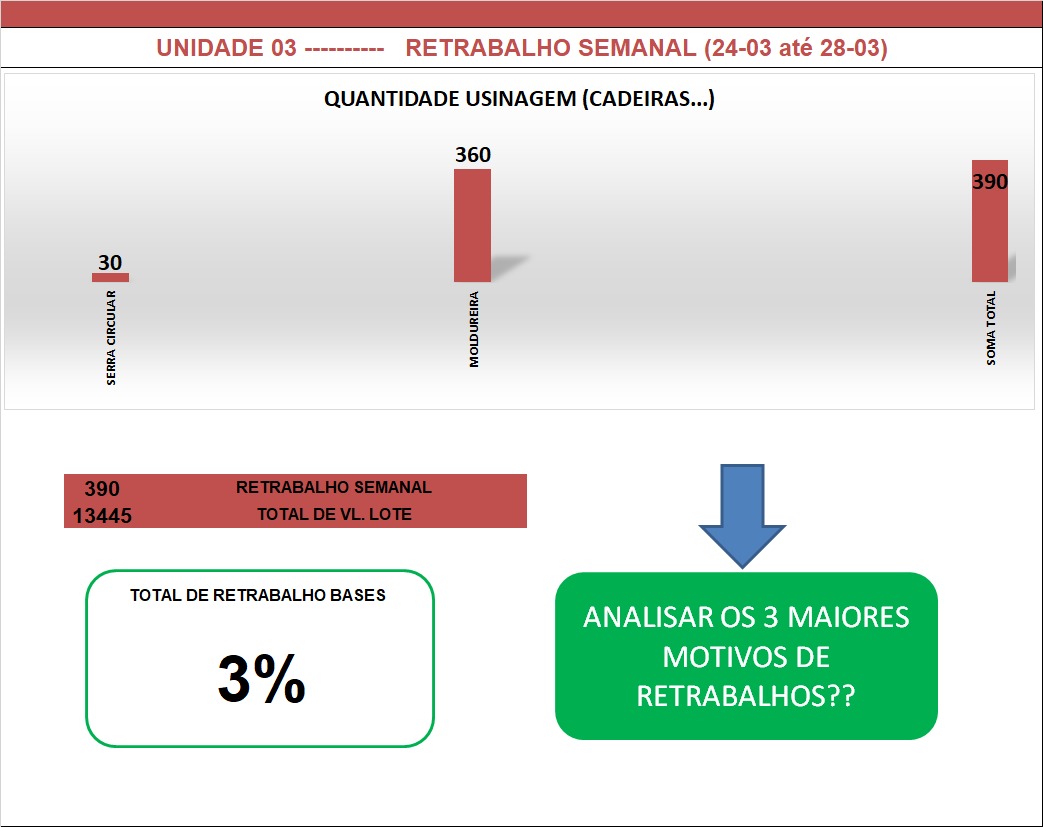 UNIDADE 03 ---------- RETRABALHO SEMANAL (24-03 até 28-03)
QUANTIDADE USINAGEM (CADEIRAS...)
30
360
390
SERRA CIRCULAR
MOLDUREIRA
SOMA TOTAL
390 RETRABALHO SEMANAL
13445 TOTAL DE VL. LOTE
TOTAL DE RETRABALHO BASES
3%
ANALISAR OS 3 MAIORES
MOTIVOS DE
RETRABALHOS??